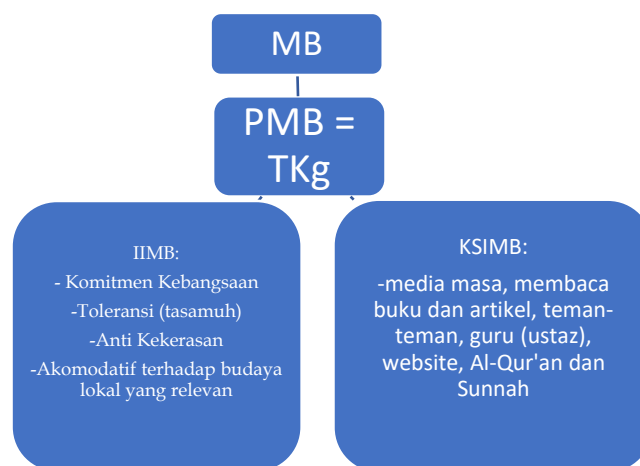 MB
PMB =
TKg
IIMB:
- Komitmen Kebangsaan
-Toleransi (tasamuh)
-Anti Kekerasan
-Akomodatif terhadap budaya
lokal yang relevan
KSIMB:
-media masa, membaca
buku dan artikel, teman-
teman, guru (ustaz),
website, Al-Qur'an dan
Sunnah